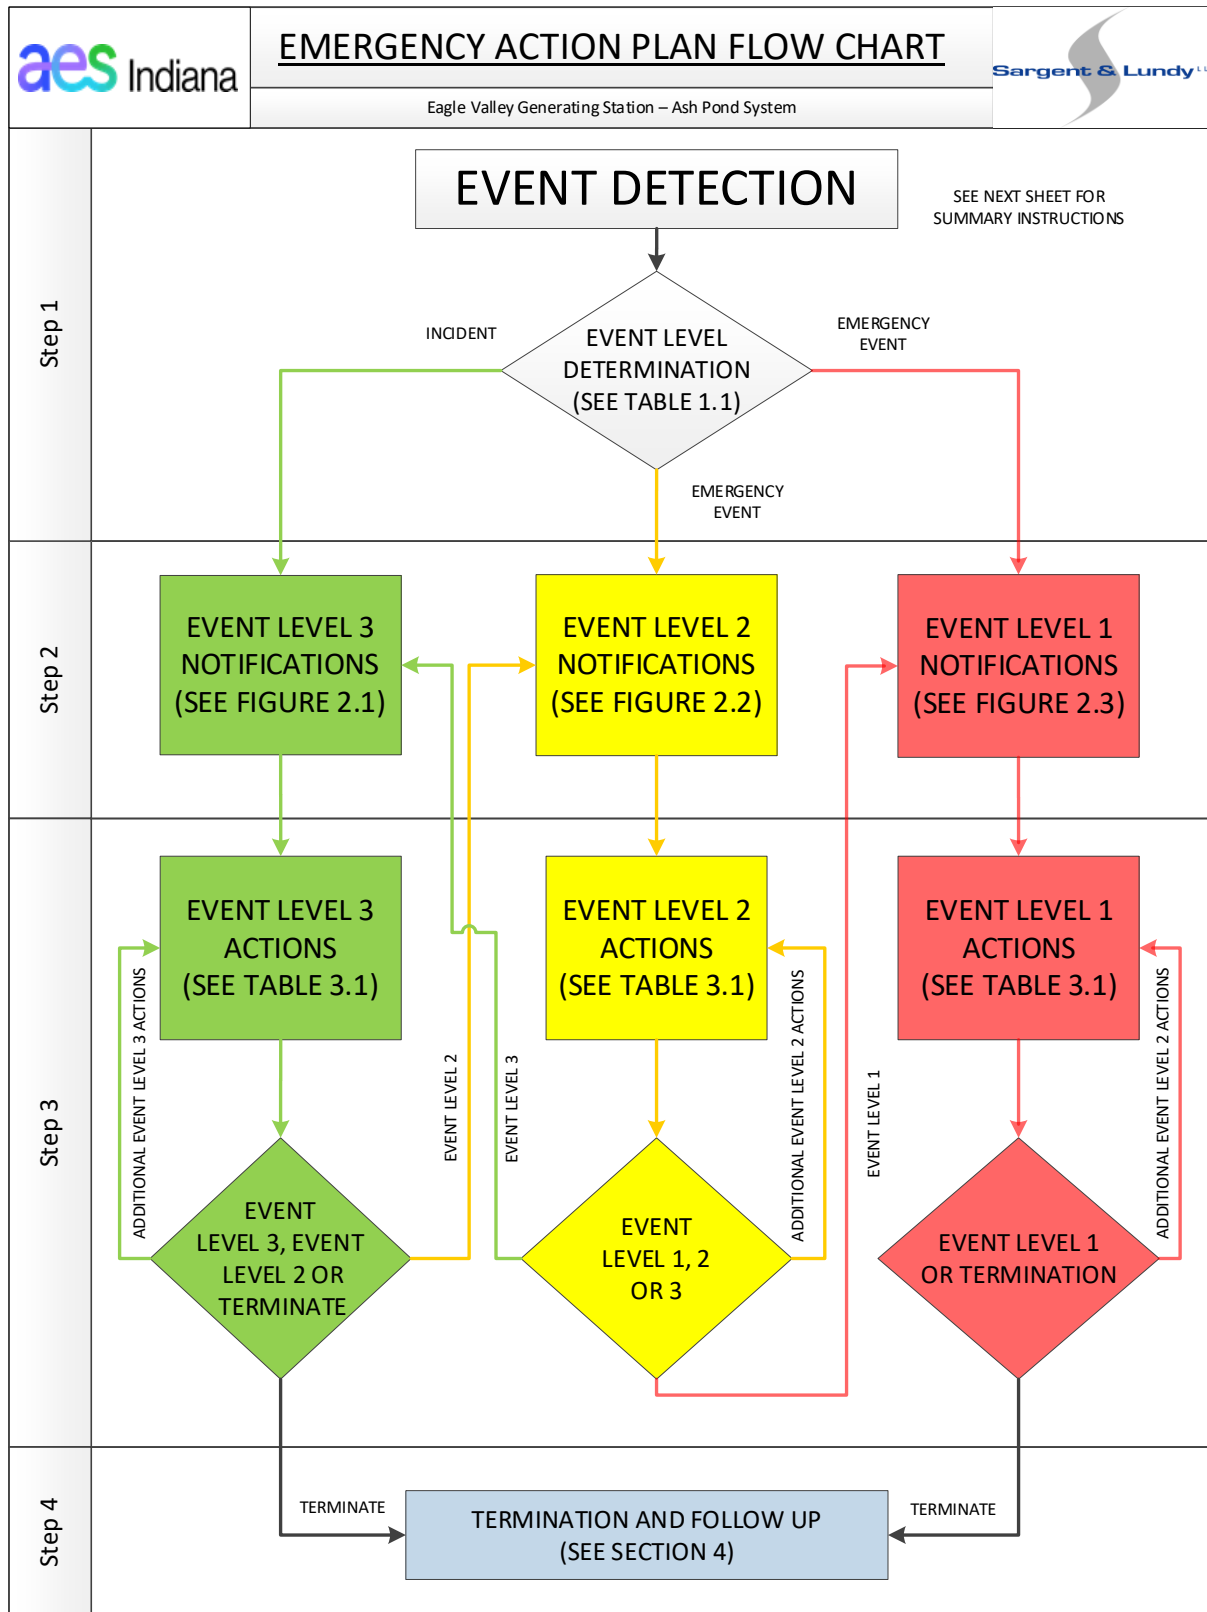 aes Indiana
EMERGENCY ACTION PLAN FLOW CHART
Eagle Valley Generating Station – Ash Pond System
Sargent & Lundy LLC
Step 1
EVENT DETECTION
SEE NEXT SHEET FOR
SUMMARY INSTRUCTIONS
INCIDENT
EVENT LEVEL
DETERMINATION
(SEE TABLE 1.1)
EMERGENCY
EVENT
EMERGENCY
EVENT
Step 2
EVENT LEVEL 3
NOTIFICATIONS
(SEE FIGURE 2.1)
EVENT LEVEL 2
NOTIFICATIONS
(SEE FIGURE 2.2)
EVENT LEVEL 1
NOTIFICATIONS
(SEE FIGURE 2.3)
Step 3
EVENT LEVEL 3
ACTIONS
(SEE TABLE 3.1)
EVENT LEVEL 2
ACTIONS
(SEE TABLE 3.1)
EVENT LEVEL 1
ACTIONS
(SEE TABLE 3.1)
ADDITIONAL EVENT LEVEL 3 ACTIONS
EVENT LEVEL 2
EVENT LEVEL 3
ADDITIONAL EVENT LEVEL 2 ACTIONS
EVENT LEVEL 1
ADDITIONAL EVENT LEVEL 2 ACTIONS
EVENT
LEVEL 3, EVENT
LEVEL 2 OR
TERMINATE
EVENT
LEVEL 1, 2
OR 3
EVENT LEVEL 1
OR TERMINATION
Step 4
TERMINATE
TERMINATION AND FOLLOW UP
(SEE SECTION 4)
TERMINATE